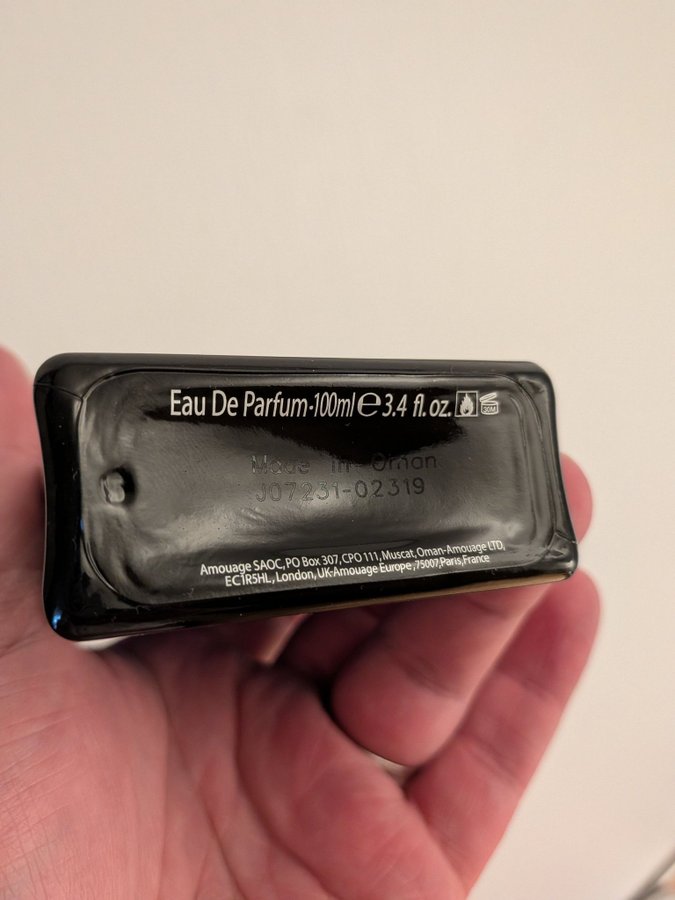 Eau De Parfum-100ml ℮ 3.4 fl. oz. 30M
Made in Oman
J07231-02319
Amouage SAOC, PO Box 307, CPO 111, Muscat, Oman-Amouage LTD,
EC1R5HL, London, UK-Amouage Europe ,75007,Paris,France